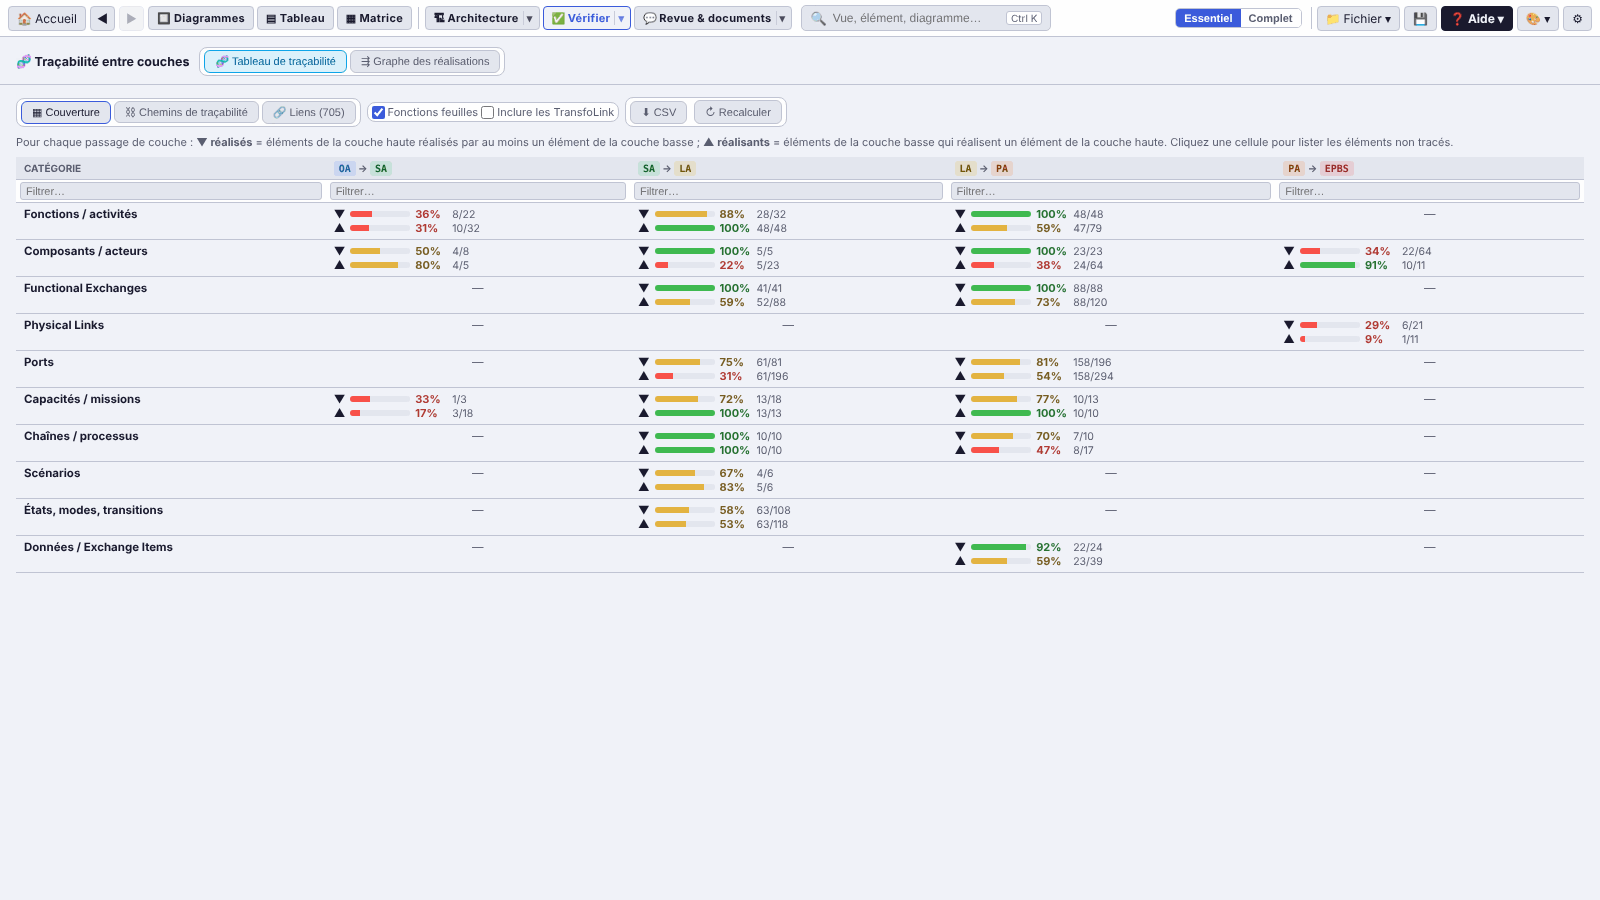 🏠 Accueil ◀ ▶ 🔲 Diagrammes ▤ Tableau ▦ Matrice 🏗 Architecture ▾ ✅ Vérifier ▾ 💬 Revue & documents ▾ 🔍 Vue, élément, diagramme… Ctrl K Essentiel Complet 📁 Fichier ▾ 💾 ❓ Aide ▾ 🎨 ▾ ⚙
🧬 Traçabilité entre couches 🧬 Tableau de traçabilité ⇶ Graphe des réalisations
▦ Couverture ⛓ Chemins de traçabilité 🔗 Liens (705) Fonctions feuilles Inclure les TransfoLink ⬇ CSV ↻ Recalculer
Pour chaque passage de couche : ▼ réalisés = éléments de la couche haute réalisés par au moins un élément de la couche basse ; ▲ réalisants = éléments de la couche basse qui réalisent un élément de la couche haute. Cliquez une cellule pour lister les éléments non tracés.
CATÉGORIE OA → SA SA → LA LA → PA PA → EPBS
Filtrer… Filtrer… Filtrer… Filtrer… Filtrer…
Fonctions / activités ▼ 36% 8/22 ▼ 88% 28/32 ▼ 100% 48/48 —
▲ 31% 10/32 ▲ 100% 48/48 ▲ 59% 47/79
Composants / acteurs ▼ 50% 4/8 ▼ 100% 5/5 ▼ 100% 23/23 ▼ 34% 22/64
▲ 80% 4/5 ▲ 22% 5/23 ▲ 38% 24/64 ▲ 91% 10/11
Functional Exchanges — ▼ 100% 41/41 ▼ 100% 88/88 —
▲ 59% 52/88 ▲ 73% 88/120
Physical Links — — — ▼ 29% 6/21
▲ 9% 1/11
Ports — ▼ 75% 61/81 ▼ 81% 158/196 —
▲ 31% 61/196 ▲ 54% 158/294
Capacités / missions ▼ 33% 1/3 ▼ 72% 13/18 ▼ 77% 10/13 —
▲ 17% 3/18 ▲ 100% 13/13 ▲ 100% 10/10
Chaînes / processus — ▼ 100% 10/10 ▼ 70% 7/10 —
▲ 100% 10/10 ▲ 47% 8/17
Scénarios — ▼ 67% 4/6 — —
▲ 83% 5/6
États, modes, transitions — ▼ 58% 63/108 — —
▲ 53% 63/118
Données / Exchange Items — — ▼ 92% 22/24 —
▲ 59% 23/39